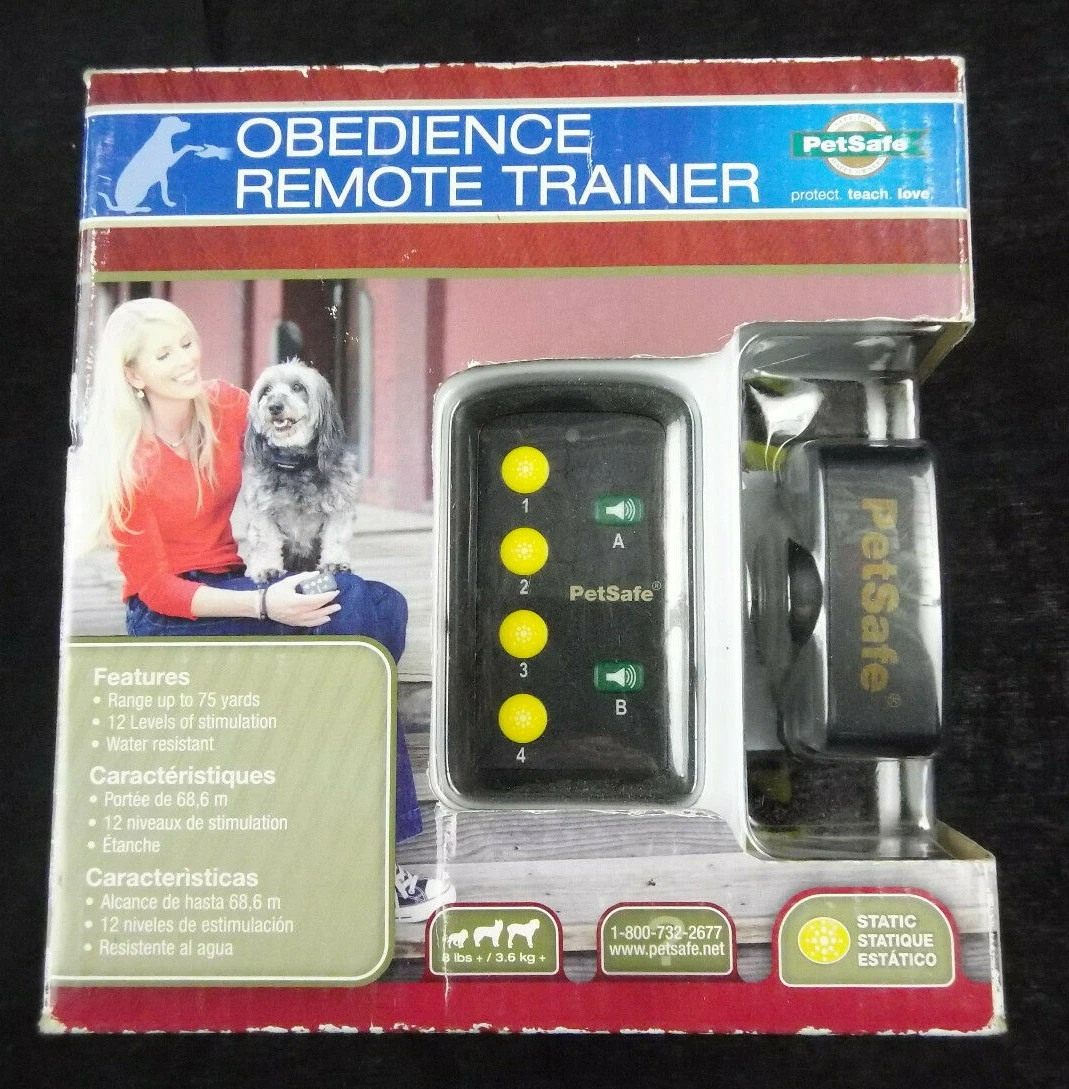 OBEDIENCE
REMOTE TRAINER
PetSafe
protect. teach. love.
1
A
2
PetSafe®
3
B
4
PetSafe®
Features
• Range up to 75 yards
• 12 Levels of stimulation
• Water resistant
Caractéristiques
• Portée de 68,6 m
• 12 niveaux de stimulation
• Étanche
Caracterìsticas
• Alcance de hasta 68,6 m
• 12 niveles de estimulación
• Resistente al agua
8 lbs + / 3.6 kg +
?
1-800-732-2677
www.petsafe.net
STATIC
STATIQUE
ESTÁTICO